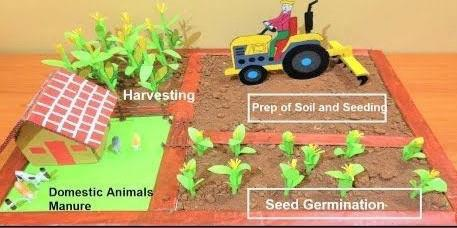 Harvesting
Prep of Soil and Seeding
Domestic Animals
Manure
Seed Germination